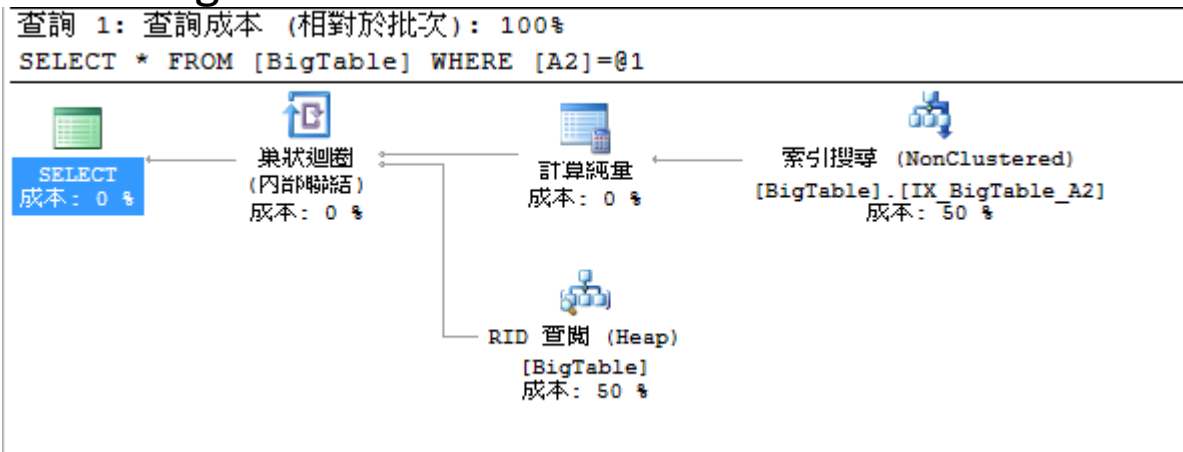 查詢 1: 查詢成本 (相對於批次): 100%
SELECT * FROM [BigTable] WHERE [A2]=@1
SELECT
成本: 0 %
巢狀迴圈
(內部聯結)
成本: 0 %
計算純量
成本: 0 %
索引搜尋 (NonClustered)
[BigTable].[IX_BigTable_A2]
成本: 50 %
RID 查閱 (Heap)
[BigTable]
成本: 50 %